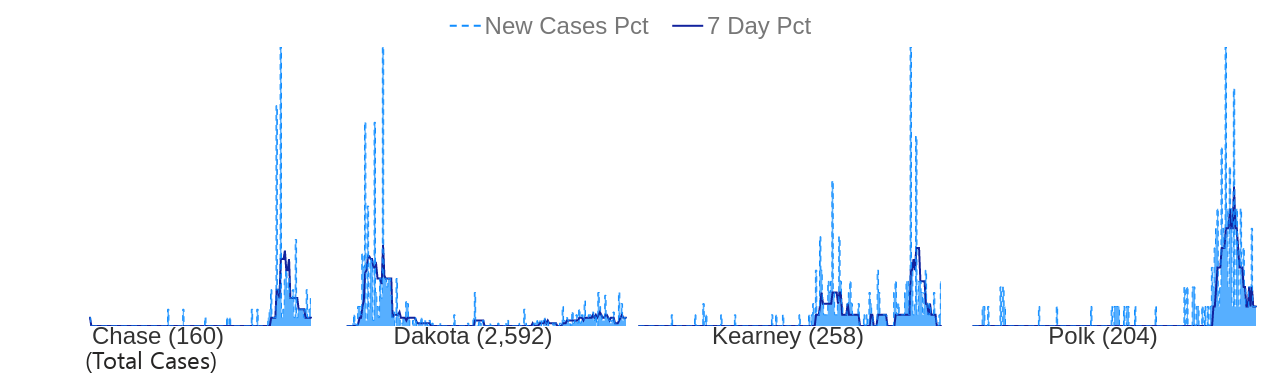 New Cases Pct 7 Day Pct
Chase (160) Dakota (2,592) Kearney (258) Polk (204)
(Total Cases)